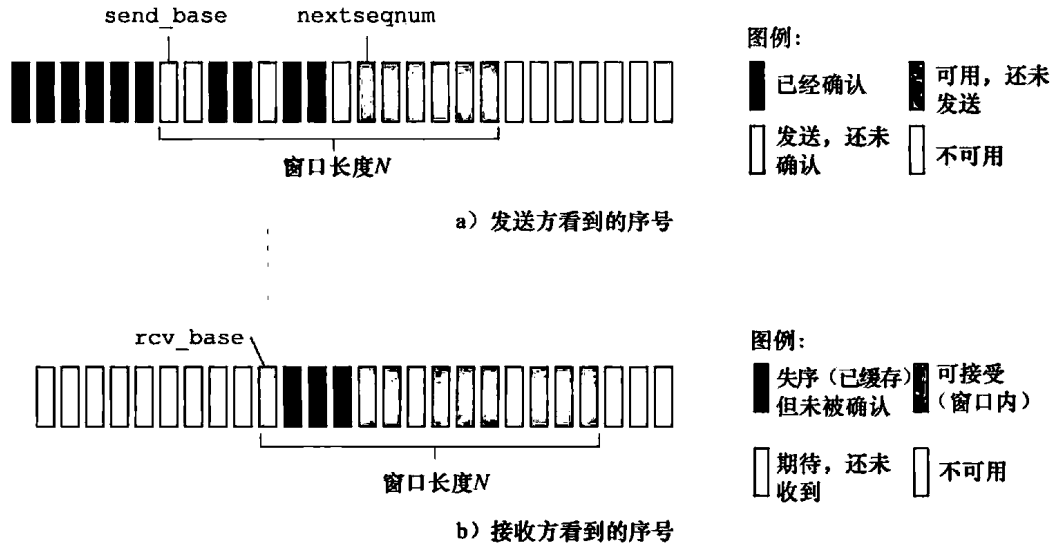 send_base nextseqnum
图例：
已经确认
可用，还未
发送
发送，还未
确认
不可用
窗口长度N
a）发送方看到的序号
rcv_base
图例：
失序（已缓存）
但未被确认
可接受
（窗口内）
期待，还未
收到
不可用
窗口长度N
b）接收方看到的序号